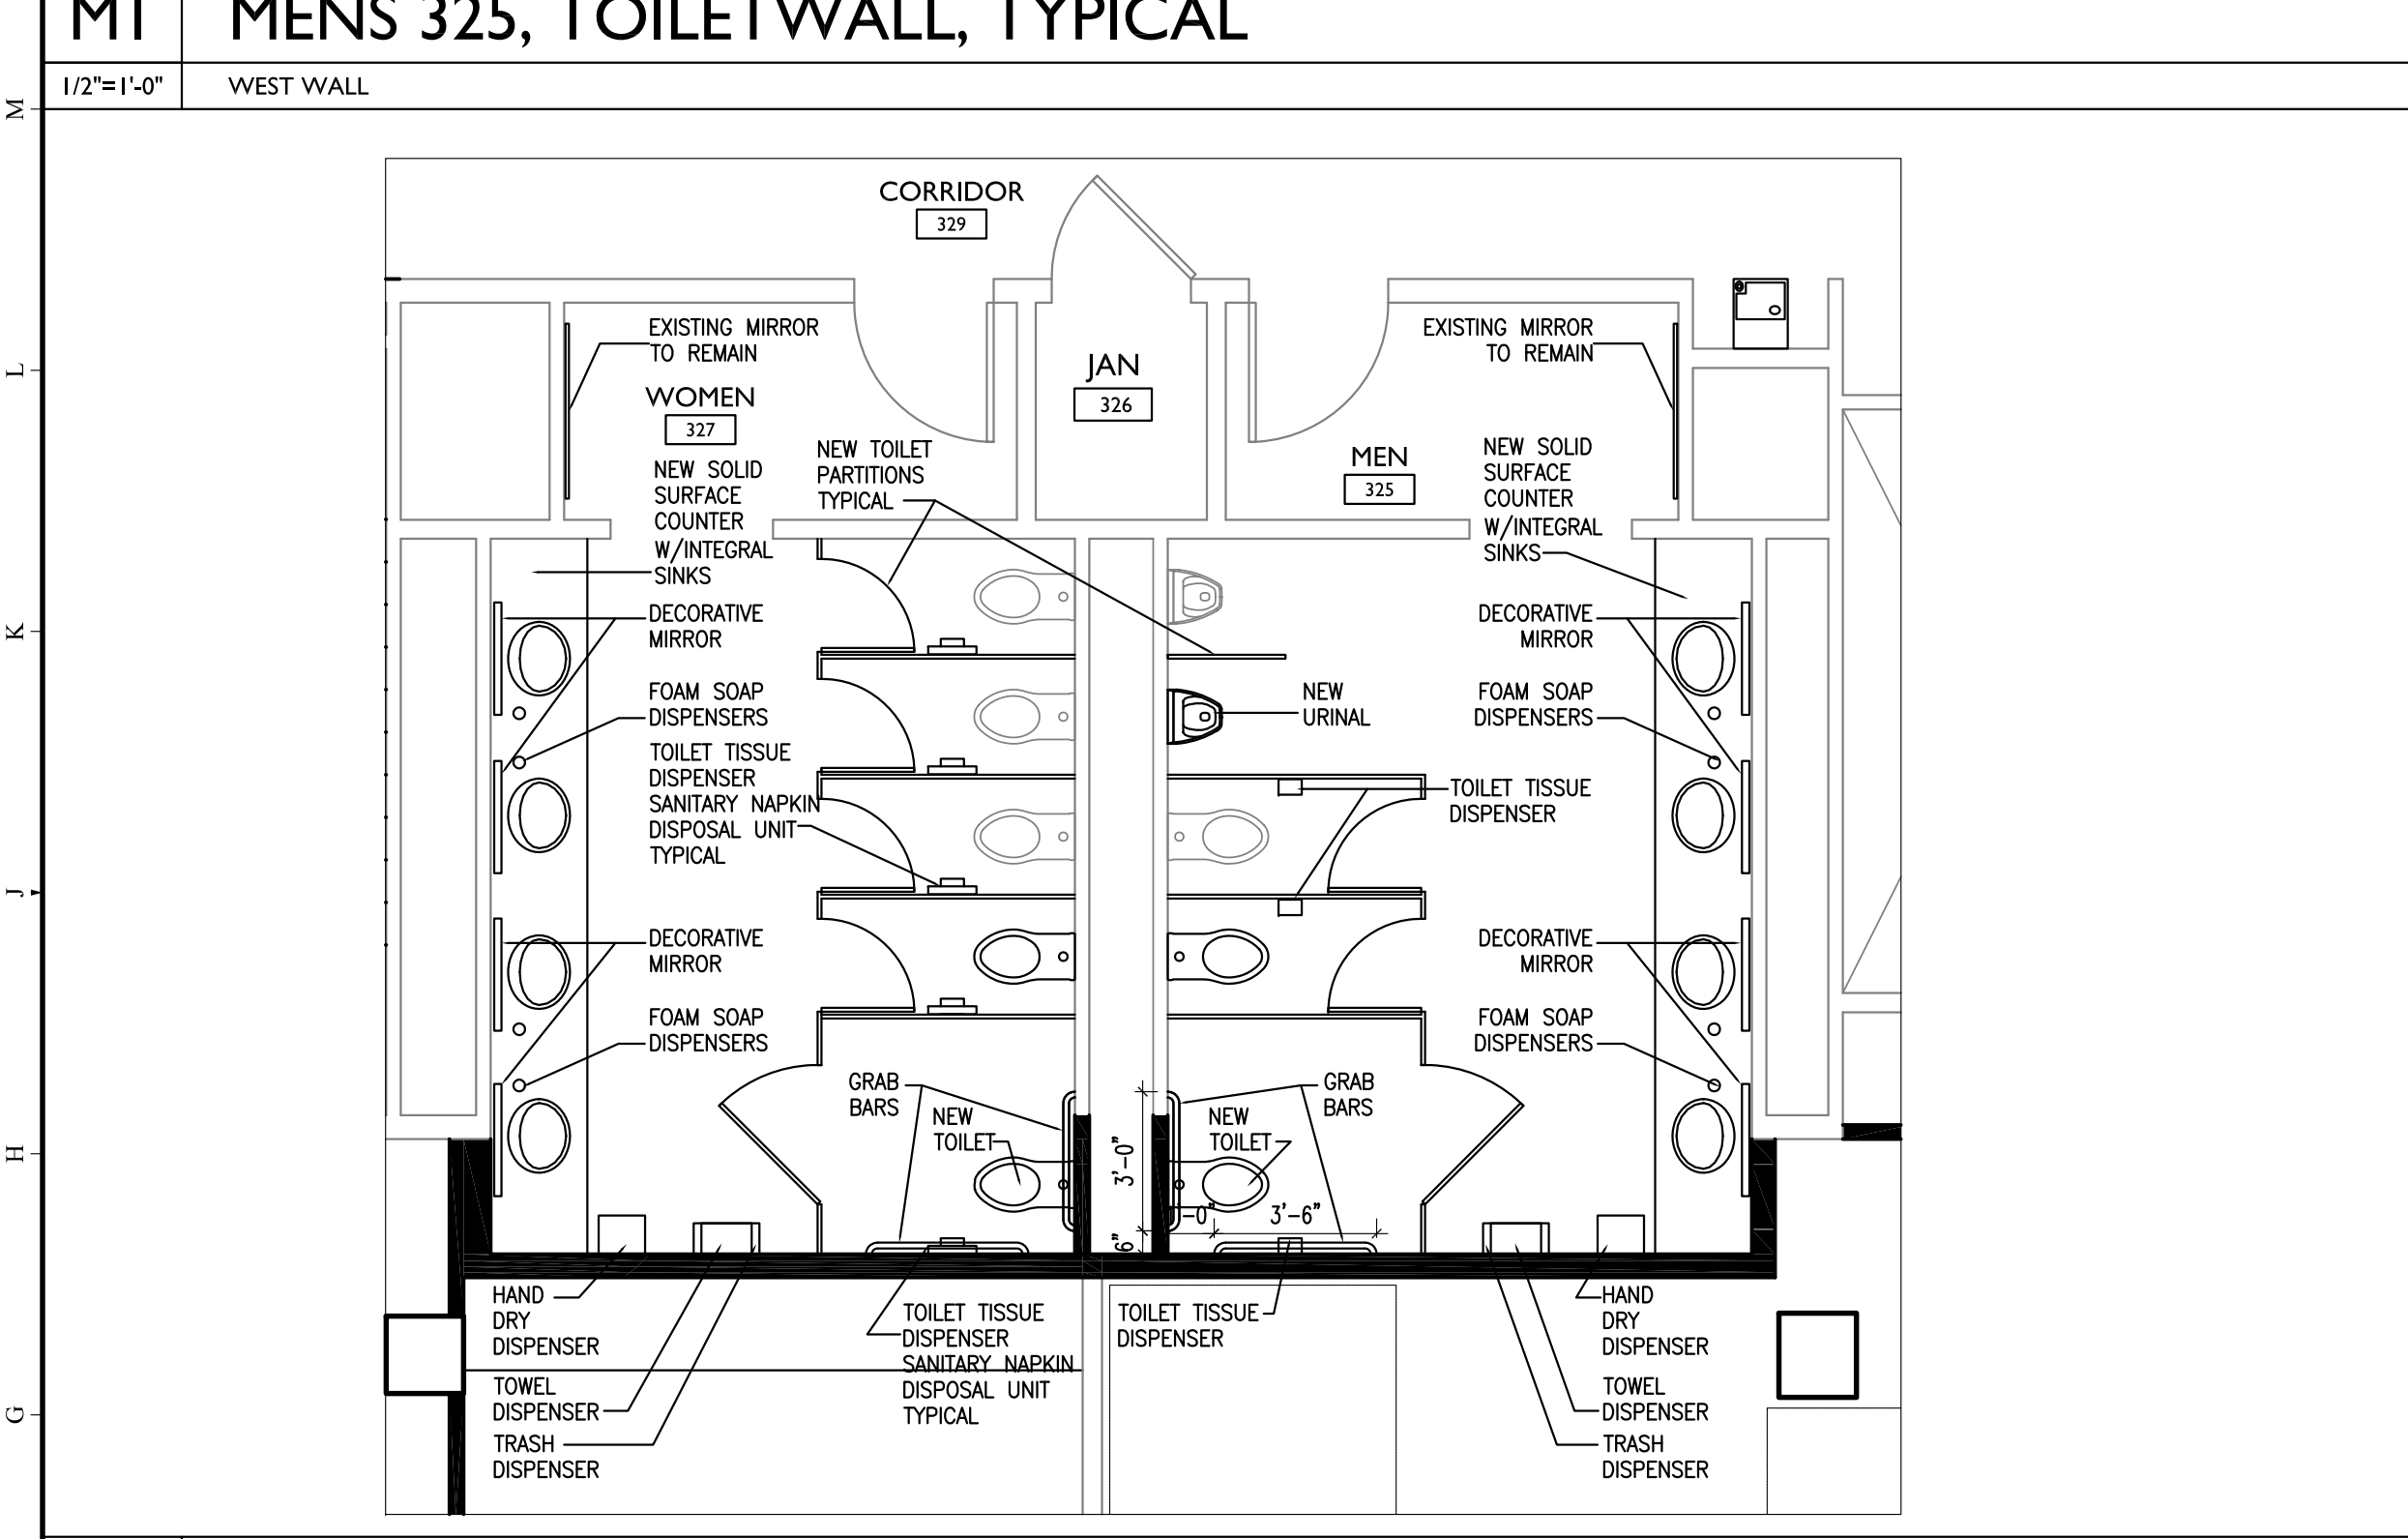 M1
MENS 325, TOILET WALL, TYPICAL
1/2"=1'-0"
WEST WALL
M
L
K
J
H
G
CORRIDOR
329
EXISTING MIRROR
TO REMAIN
WOMEN
327
NEW SOLID
SURFACE
COUNTER
W/INTEGRAL
SINKS
NEW TOILET
PARTITIONS
TYPICAL
JAN
326
EXISTING MIRROR
TO REMAIN
MEN
325
NEW SOLID
SURFACE
COUNTER
W/INTEGRAL
SINKS
DECORATIVE
MIRROR
FOAM SOAP
DISPENSERS
TOILET TISSUE
DISPENSER
SANITARY NAPKIN
DISPOSAL UNIT
TYPICAL
DECORATIVE
MIRROR
FOAM SOAP
DISPENSERS
NEW
URINAL
TOILET TISSUE
DISPENSER
DECORATIVE
MIRROR
FOAM SOAP
DISPENSERS
DECORATIVE
MIRROR
FOAM SOAP
DISPENSERS
GRAB
BARS
NEW
TOILET
3'-0"
6"
NEW
TOILET
GRAB
BARS
'-0"
3'-6"
HAND
DRY
DISPENSER
TOWEL
DISPENSER
TRASH
DISPENSER
TOILET TISSUE
DISPENSER
SANITARY NAPKIN
DISPOSAL UNIT
TYPICAL
TOILET TISSUE
DISPENSER
HAND
DRY
DISPENSER
TOWEL
DISPENSER
TRASH
DISPENSER